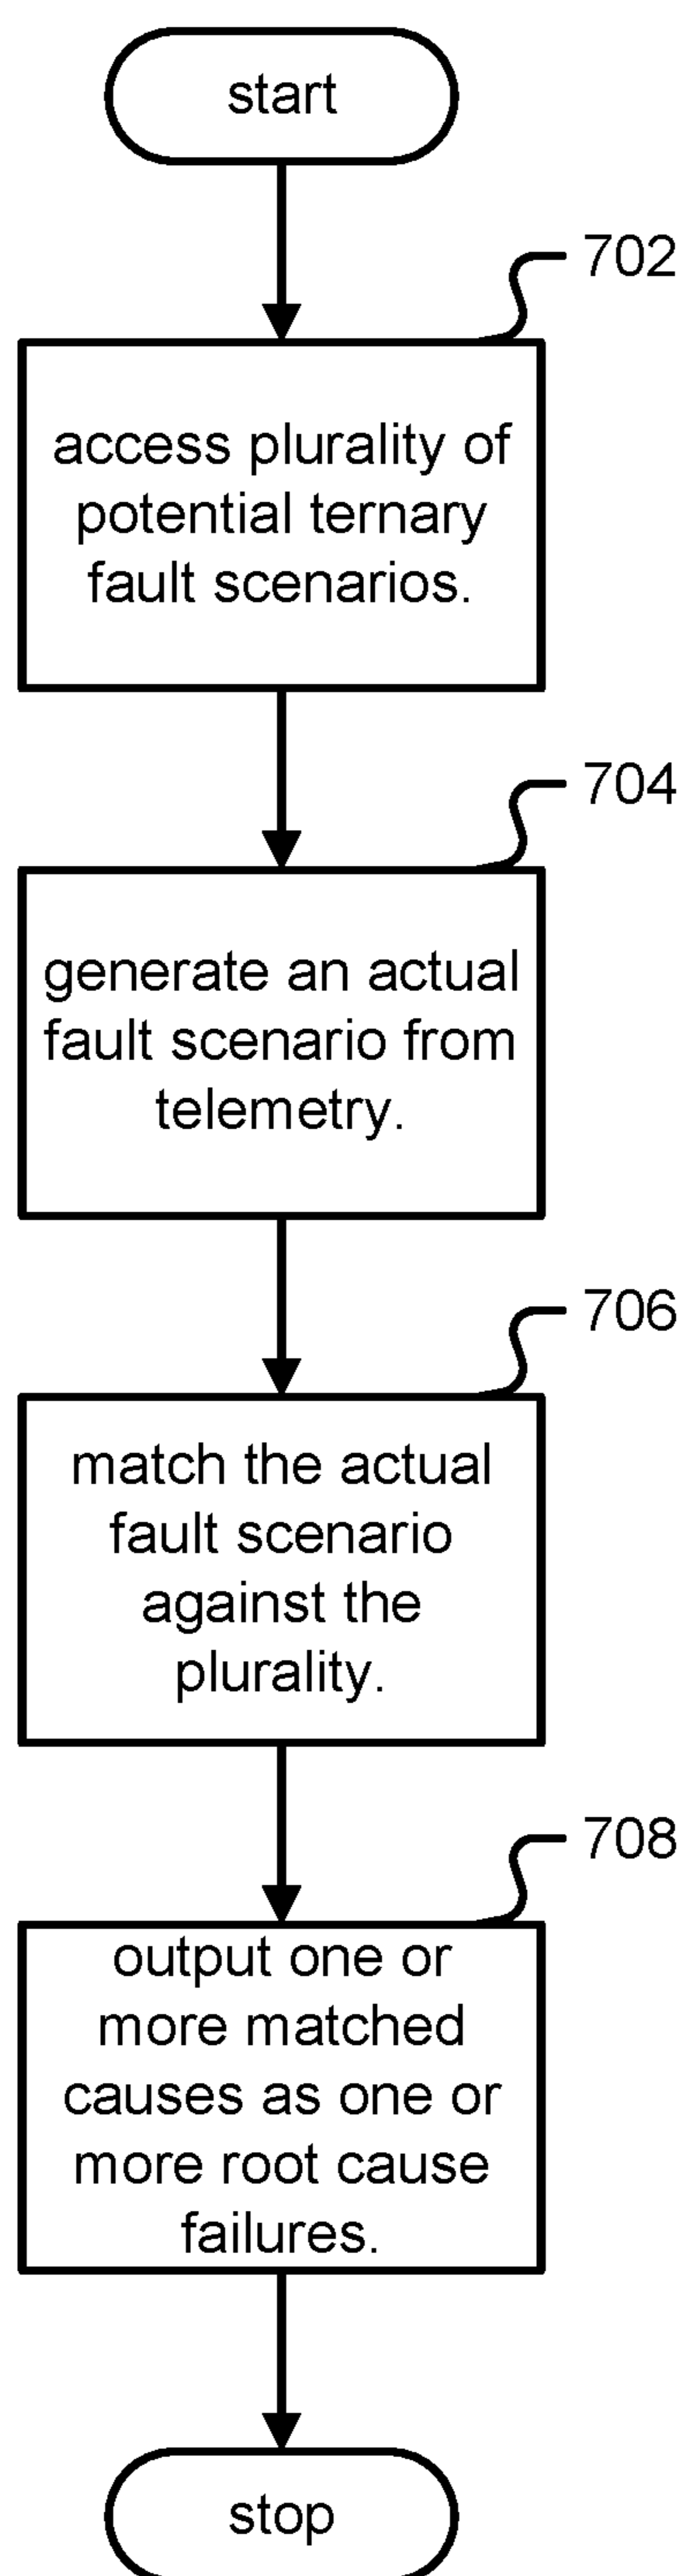 start
702
access plurality of
potential ternary
fault scenarios.
704
generate an actual
fault scenario from
telemetry.
706
match the actual
fault scenario
against the
plurality.
708
output one or
more matched
causes as one or
more root cause
failures.
stop